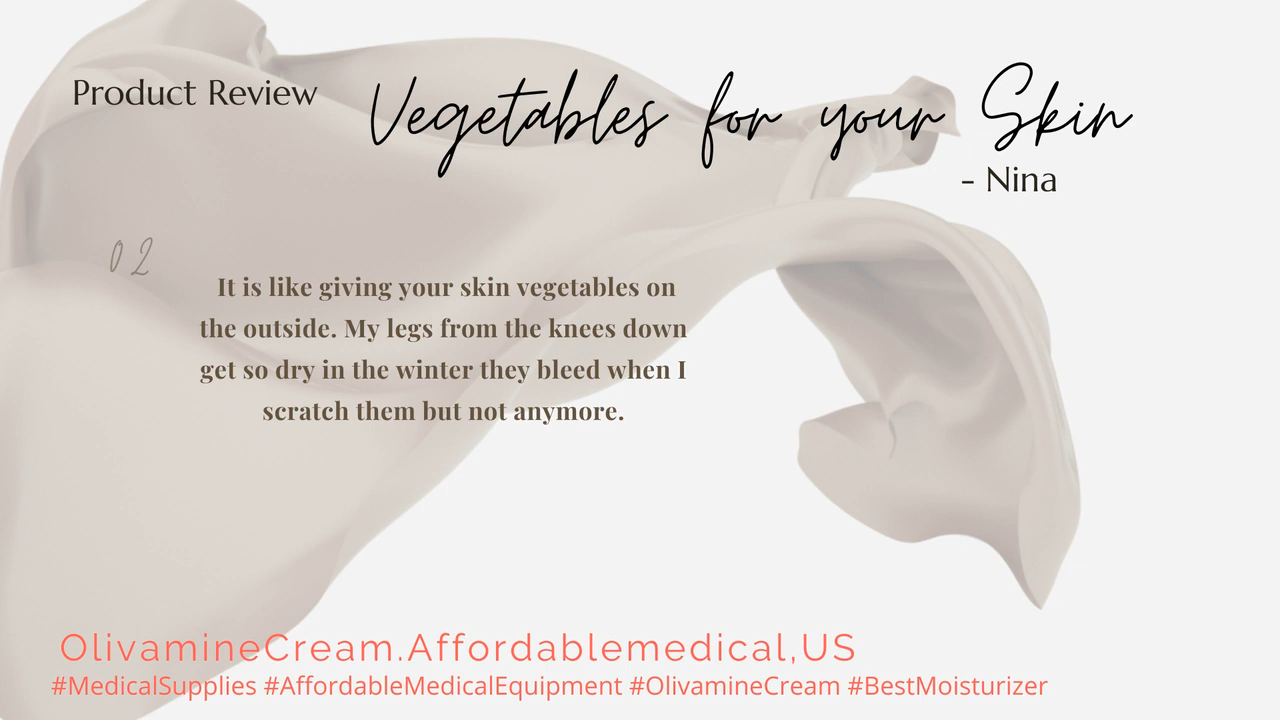 Product Review
Vegetables for your Skin
- Nina
02
It is like giving your skin vegetables on
the outside. My legs from the knees down
get so dry in the winter they bleed when I
scratch them but not anymore.
OlivamineCream.Affordablemedical,US
#MedicalSupplies #AffordableMedicalEquipment #OlivamineCream #BestMoisturizer